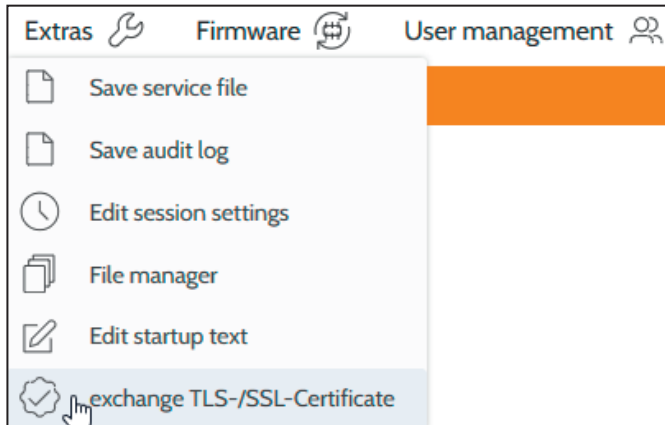 Extras Firmware User management
Save service file
Save audit log
Edit session settings
File manager
Edit startup text
exchange TLS-/SSL-Certificate